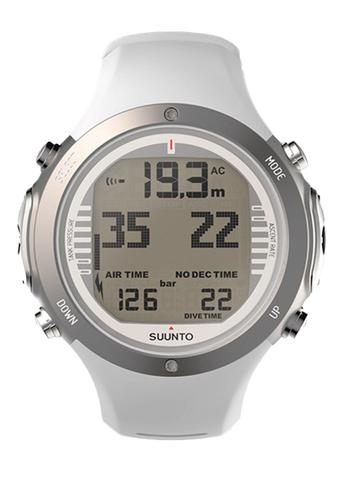 SELECT
MODE
AC
19.3 m
TANK PRESSURE
35 22
ASCENT RATE
AIR TIME NO DEC TIME
bar
126 22
DIVE TIME
DOWN
UP
SUUNTO